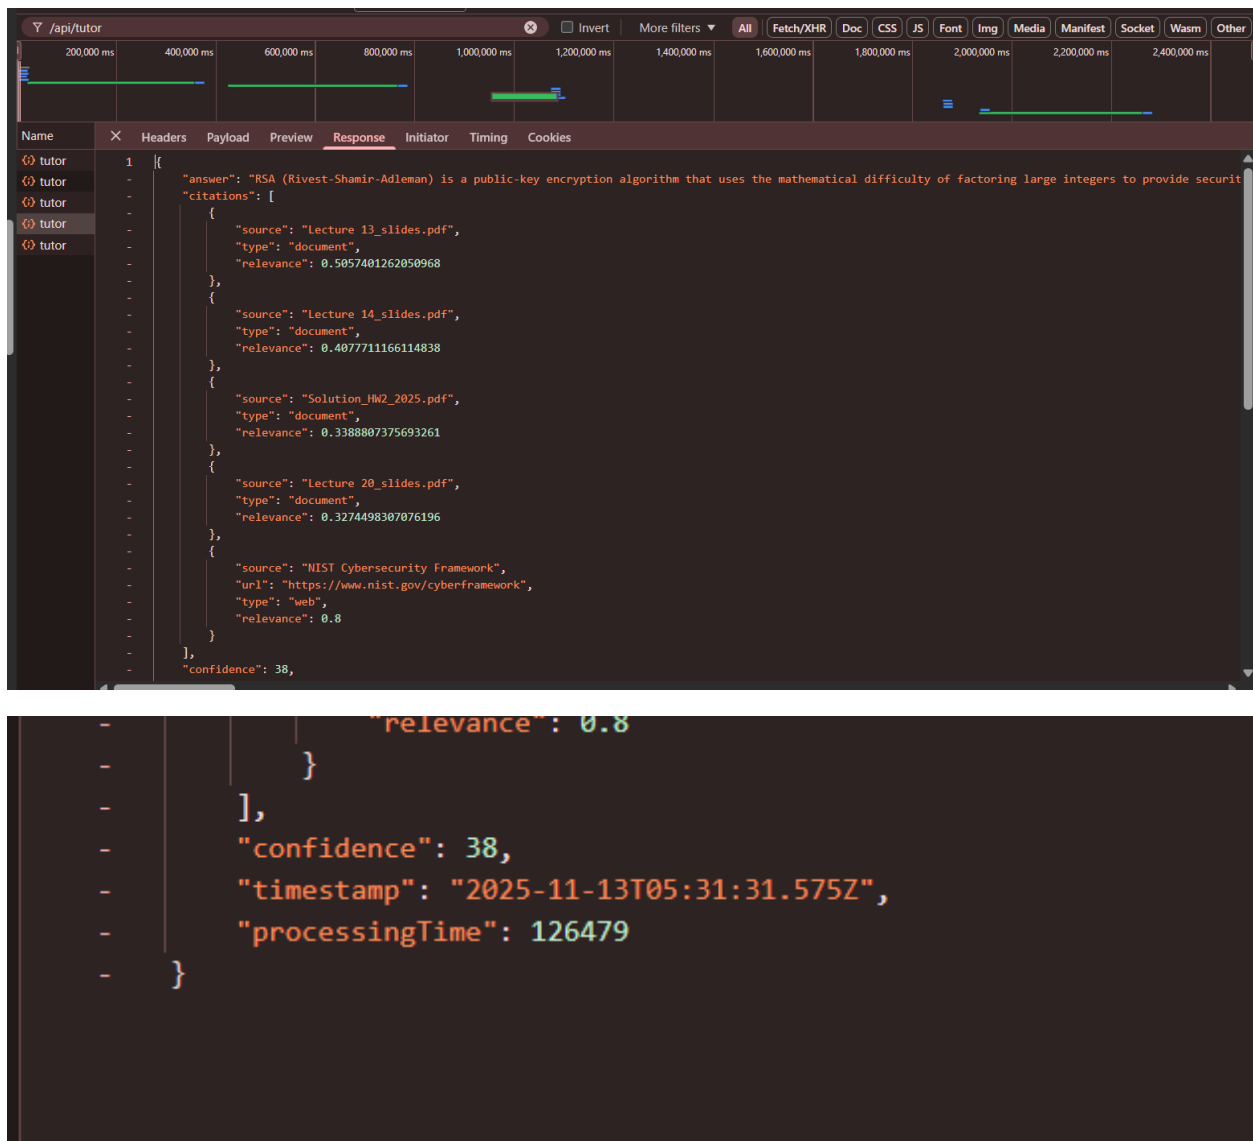 /api/tutor Invert More filters All Fetch/XHR Doc CSS JS Font Img Media Manifest Socket Wasm Other
200,000 ms 400,000 ms 600,000 ms 800,000 ms 1,000,000 ms 1,200,000 ms 1,400,000 ms 1,600,000 ms 1,800,000 ms 2,000,000 ms 2,200,000 ms 2,400,000 ms
Name Headers Payload Preview Response Initiator Timing Cookies
tutor
tutor
tutor
tutor
tutor
1 {
- "answer": "RSA (Rivest-Shamir-Adleman) is a public-key encryption algorithm that uses the mathematical difficulty of factoring large integers to provide securit
- "citations": [
- {
- "source": "Lecture 13_slides.pdf",
- "type": "document",
- "relevance": 0.5057401262050968
- },
- {
- "source": "Lecture 14_slides.pdf",
- "type": "document",
- "relevance": 0.4077711166114838
- },
- {
- "source": "Solution_HW2_2025.pdf",
- "type": "document",
- "relevance": 0.3388807375693261
- },
- {
- "source": "Lecture 20_slides.pdf",
- "type": "document",
- "relevance": 0.3274498307076196
- },
- {
- "source": "NIST Cybersecurity Framework",
- "url": "https://www.nist.gov/cyberframework",
- "type": "web",
- "relevance": 0.8
- }
- ],
- "confidence": 38,
- "relevance": 0.8
- }
- ],
- "confidence": 38,
- "timestamp": "2025-11-13T05:31:31.575Z",
- "processingTime": 126479
- }